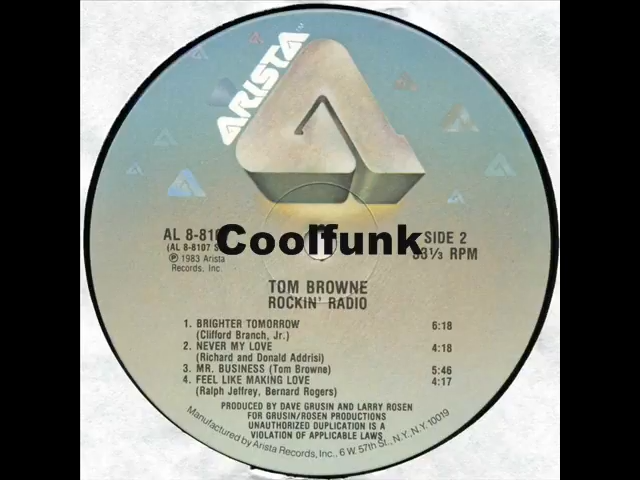 ARISTA
AL 8-810
(AL 8-8107 S
℗ 1983 Arista
Records, Inc.
Coolfunk
SIDE 2
33⅓ RPM
TOM BROWNE
ROCKIN' RADIO
1. BRIGHTER TOMORROW 6:18
(Clifford Branch, Jr.)
2. NEVER MY LOVE 4:18
(Richard and Donald Addrisi)
3. MR. BUSINESS (Tom Browne) 5:46
4. FEEL LIKE MAKING LOVE 4:17
(Ralph Jeffrey, Bernard Rogers)
PRODUCED BY DAVE GRUSIN AND LARRY ROSEN
FOR GRUSIN/ROSEN PRODUCTIONS
UNAUTHORIZED DUPLICATION IS A
VIOLATION OF APPLICABLE LAWS
Manufactured by Arista Records, Inc., 6 W. 57th St., N.Y., N.Y. 10019